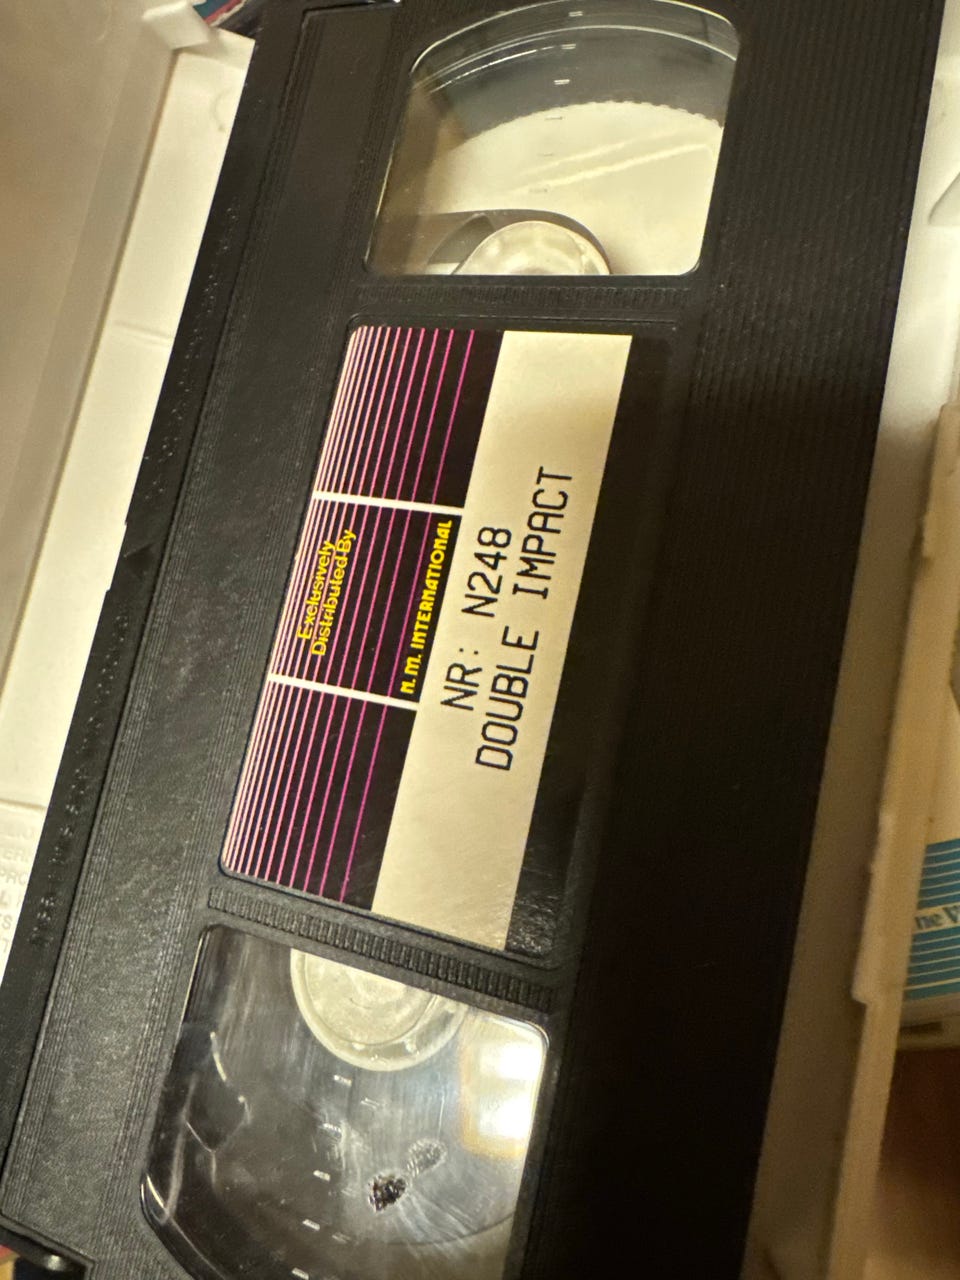 Exclusively
Distributed By
N.M. INTERNATIONAL
NR: N248
DOUBLE IMPACT